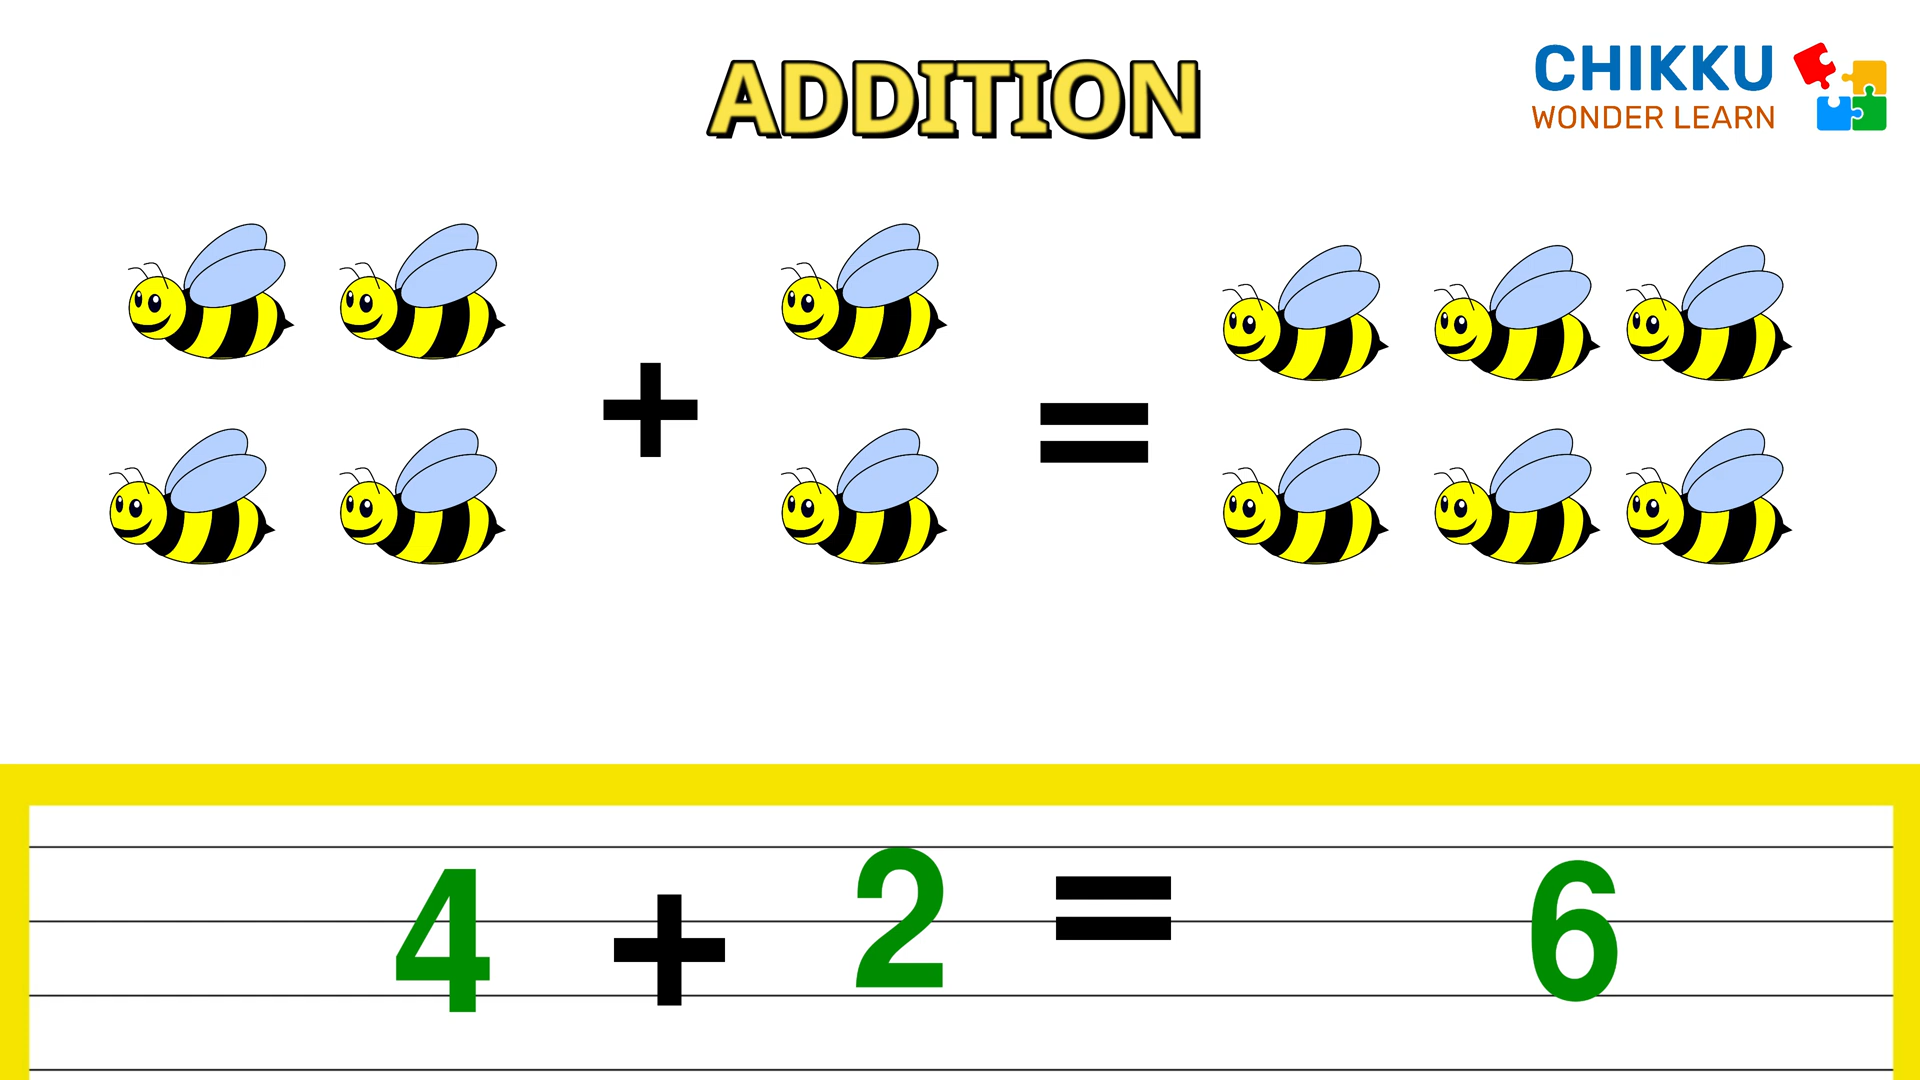 ADDITION
CHIKKU
WONDER LEARN
+ =
4 + 2 = 6